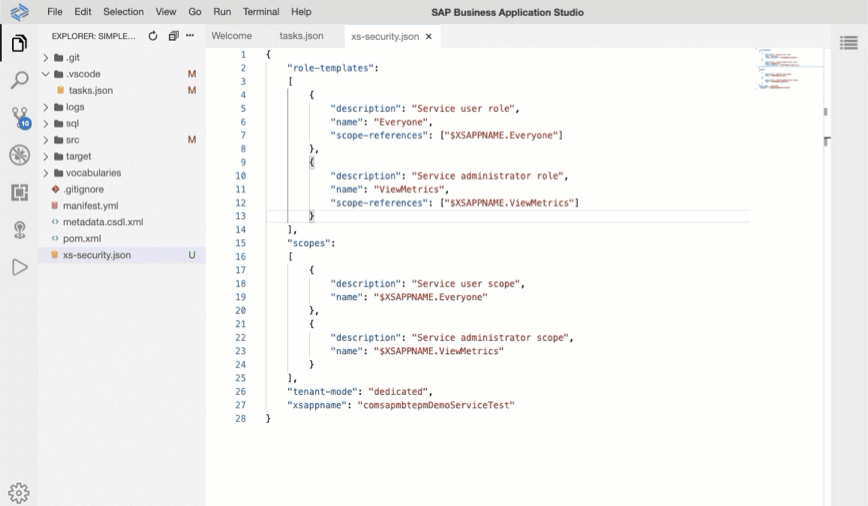 File Edit Selection View Go Run Terminal Help
SAP Business Application Studio
EXPLORER: SIMPLE...
.git
.vscode M
tasks.json M
logs
sql
src M
target
vocabularies
.gitignore
manifest.yml
metadata.csdl.xml
pom.xml
xs-security.json U
10
Welcome tasks.json xs-security.json ×
1 {
2 "role-templates":
3 [
4 {
5 "description": "Service user role",
6 "name": "Everyone",
7 "scope-references": ["$XSAPPNAME.Everyone"]
8 },
9 {
10 "description": "Service administrator role",
11 "name": "ViewMetrics",
12 "scope-references": ["$XSAPPNAME.ViewMetrics"]
13 }
14 ],
15 "scopes":
16 [
17 {
18 "description": "Service user scope",
19 "name": "$XSAPPNAME.Everyone"
20 },
21 {
22 "description": "Service administrator scope",
23 "name": "$XSAPPNAME.ViewMetrics"
24 }
25 ],
26 "tenant-mode": "dedicated",
27 "xsappname": "comsapmbtepmDemoServiceTest"
28 }